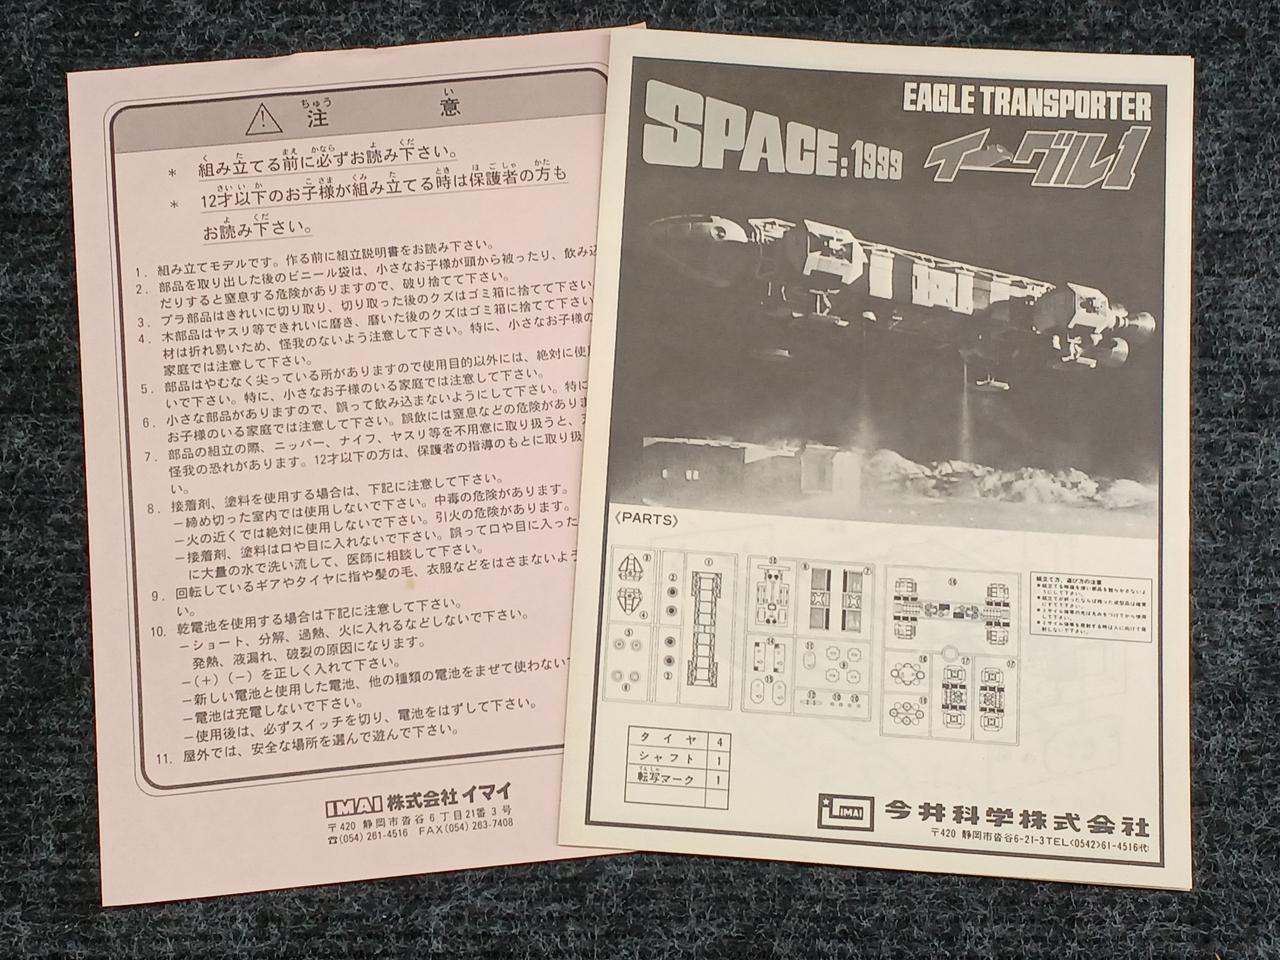 注意
ちゅう い
＊ 組み立てる前に必ずお読み下さい。
＊ 12才以下のお子様が組み立てる時は保護者の方も
お読み下さい。
1. 組み立てモデルです。作る前に組立説明書をお読み下さい。
2. 部品を取り出した後のビニール袋は、小さなお子様が頭から被ったり、飲み込
だりすると窒息する危険がありますので、破り捨てて下さい。
3. プラ部品はきれいに切り取り、切り取った後のクズはゴミ箱に捨てて下さい
4. 木部品はヤスリ等できれいに磨き、磨いた後のクズはゴミ箱に捨てて下さい
材は折れ易いため、怪我のないよう注意して下さい。特に、小さなお子様の
家庭では注意して下さい。
5. 部品はやむなく尖っている所がありますので使用目的以外には、絶対に使
いで下さい。特に、小さなお子様のいる家庭では注意して下さい。
6. 小さな部品がありますので、誤って飲み込まないようにして下さい。特に
お子様のいる家庭では注意して下さい。誤飲には窒息などの危険があり
7. 部品の組立の際、ニッパー、ナイフ、ヤスリ等を不用意に取り扱うと、
怪我の恐れがあります。12才以下の方は、保護者の指導のもとに取り扱
い。
8. 接着剤、塗料を使用する場合は、下記に注意して下さい。
－締め切った室内では使用しないで下さい。中毒の危険があります。
－火の近くでは絶対に使用しないで下さい。引火の危険があります。
－接着剤、塗料は口や目に入れないで下さい。誤って口や目に入った
に大量の水で洗い流して、医師に相談して下さい。
9. 回転しているギアやタイヤに指や髪の毛、衣服などをはさまないよう
い。
10. 乾電池を使用する場合は下記に注意して下さい。
－ショート、分解、過熱、火に入れるなどしないで下さい。
発熱、液漏れ、破裂の原因になります。
－(＋)(－)を正しく入れて下さい。
－新しい電池と使用した電池、他の種類の電池をまぜて使わない
－電池は充電しないで下さい。
－使用後は、必ずスイッチを切り、電池をはずして下さい。
11. 屋外では、安全な場所を選んで遊んで下さい。
IMAI 株式会社イマイ
〒420 静岡市沓谷6丁目21番3号
☎(054)261-4516 FAX(054)263-7408
EAGLE TRANSPORTER
SPACE:1999 イーグル1
〈PARTS〉
組立て方、遊び方の注意
タイヤ 4
シャフト 1
転写マーク 1
IMAI 今井科学株式会社
〒420 静岡市沓谷6-21-3 TEL<0542>61-4516代